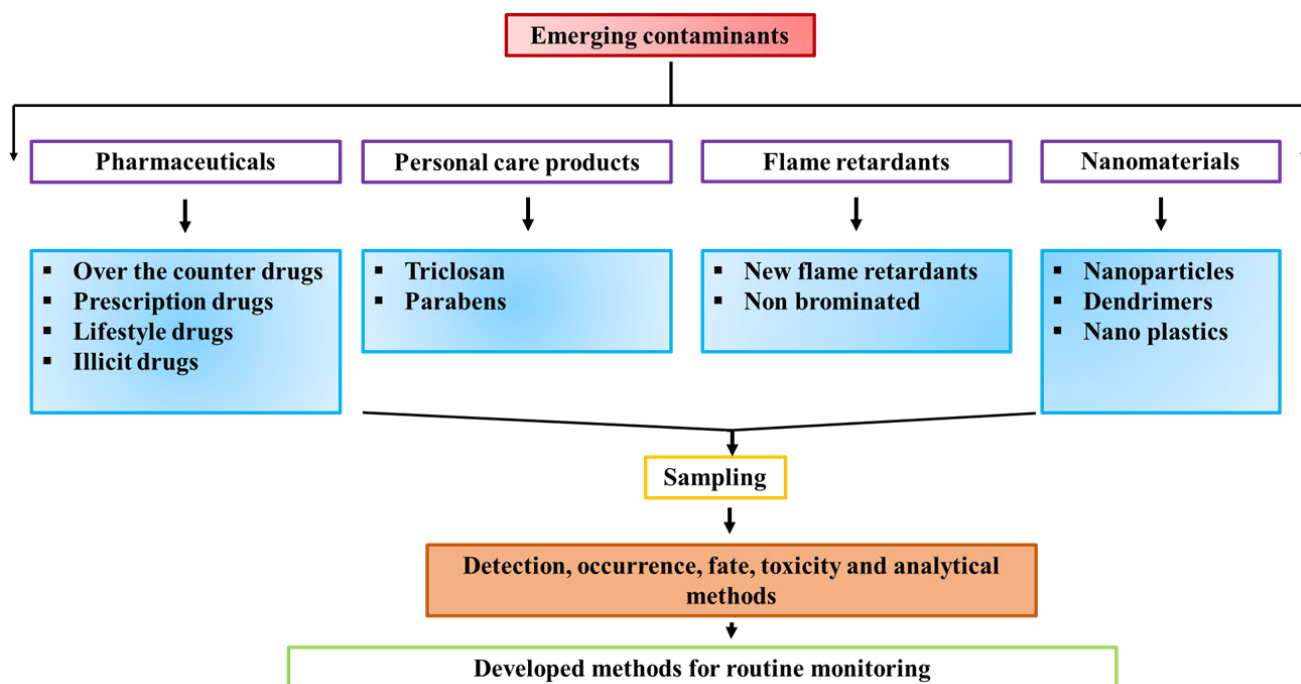 Emerging contaminants
Pharmaceuticals
Personal care products
Flame retardants
Nanomaterials
▪ Over the counter drugs
▪ Prescription drugs
▪ Lifestyle drugs
▪ Illicit drugs
▪ Triclosan
▪ Parabens
▪ New flame retardants
▪ Non brominated
▪ Nanoparticles
▪ Dendrimers
▪ Nano plastics
Sampling
Detection, occurrence, fate, toxicity and analytical
methods
Developed methods for routine monitoring